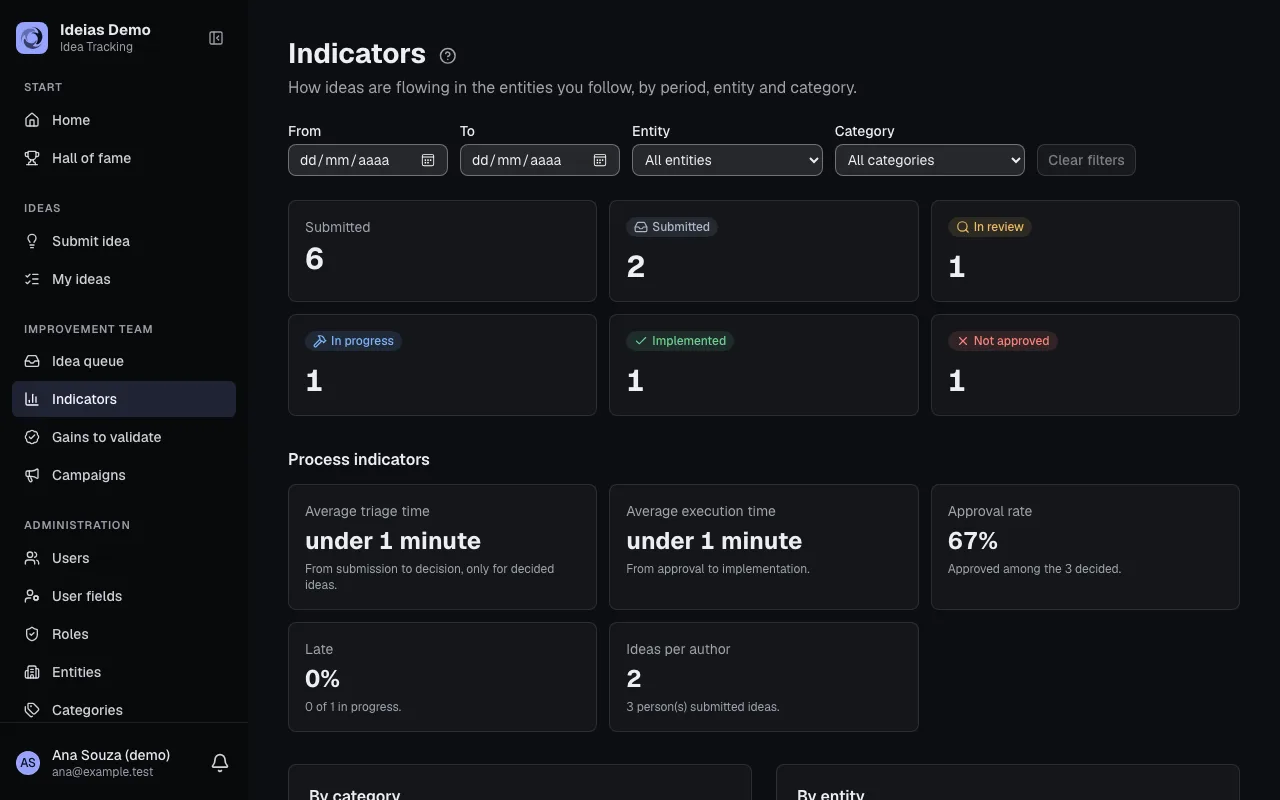 Ideias Demo
Idea Tracking
START
Home
Hall of fame
IDEAS
Submit idea
My ideas
IMPROVEMENT TEAM
Idea queue
Indicators
Gains to validate
Campaigns
ADMINISTRATION
Users
User fields
Roles
Entities
Categories
AS
Ana Souza (demo)
ana@example.test
Indicators
How ideas are flowing in the entities you follow, by period, entity and category.
From
To
Entity
Category
dd/mm/aaaa
dd/mm/aaaa
All entities
All categories
Clear filters
Submitted
6
Submitted
2
In review
1
In progress
1
Implemented
1
Not approved
1
Process indicators
Average triage time
under 1 minute
From submission to decision, only for decided
ideas.
Average execution time
under 1 minute
From approval to implementation.
Approval rate
67%
Approved among the 3 decided.
Late
0%
0 of 1 in progress.
Ideas per author
2
3 person(s) submitted ideas.
By category
By entity